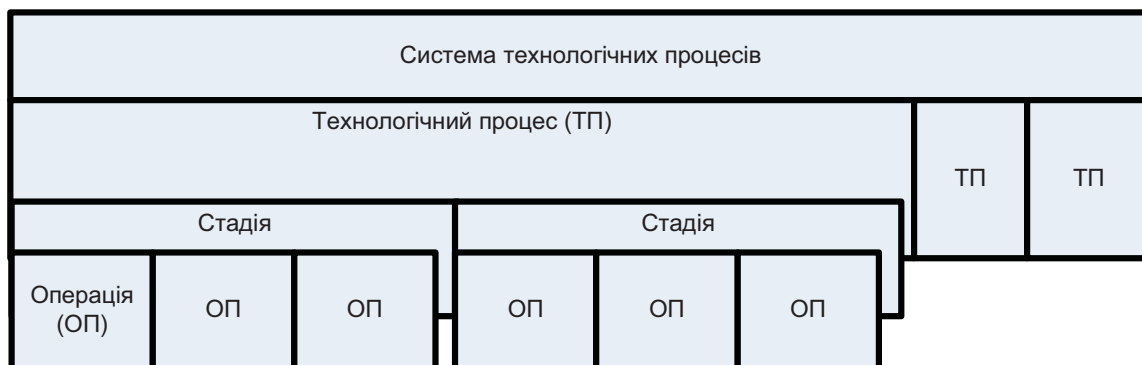 Система технологічних процесів
Технологічний процес (ТП)
ТП
ТП
Стадія
Стадія
Операція
(ОП)
ОП
ОП
ОП
ОП
ОП